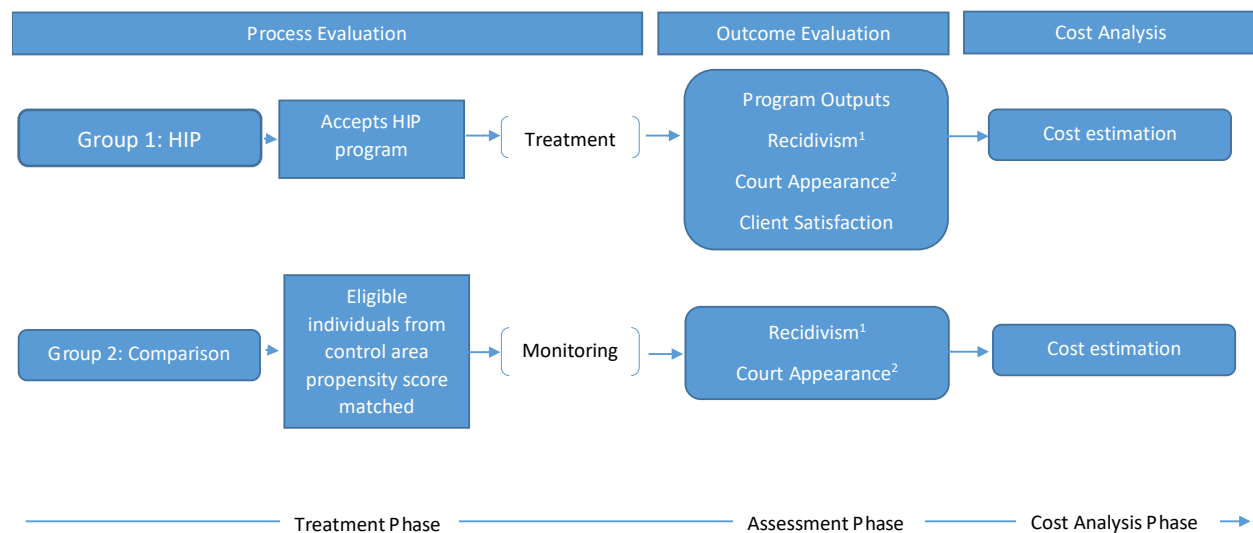 Process Evaluation
Outcome Evaluation
Cost Analysis
Group 1: HIP
Accepts HIP
program
Treatment
Program Outputs
Recidivism¹
Court Appearance²
Client Satisfaction
Cost estimation
Group 2: Comparison
Eligible
individuals from
control area
propensity score
matched
Monitoring
Recidivism¹
Court Appearance²
Cost estimation
Treatment Phase
Assessment Phase
Cost Analysis Phase